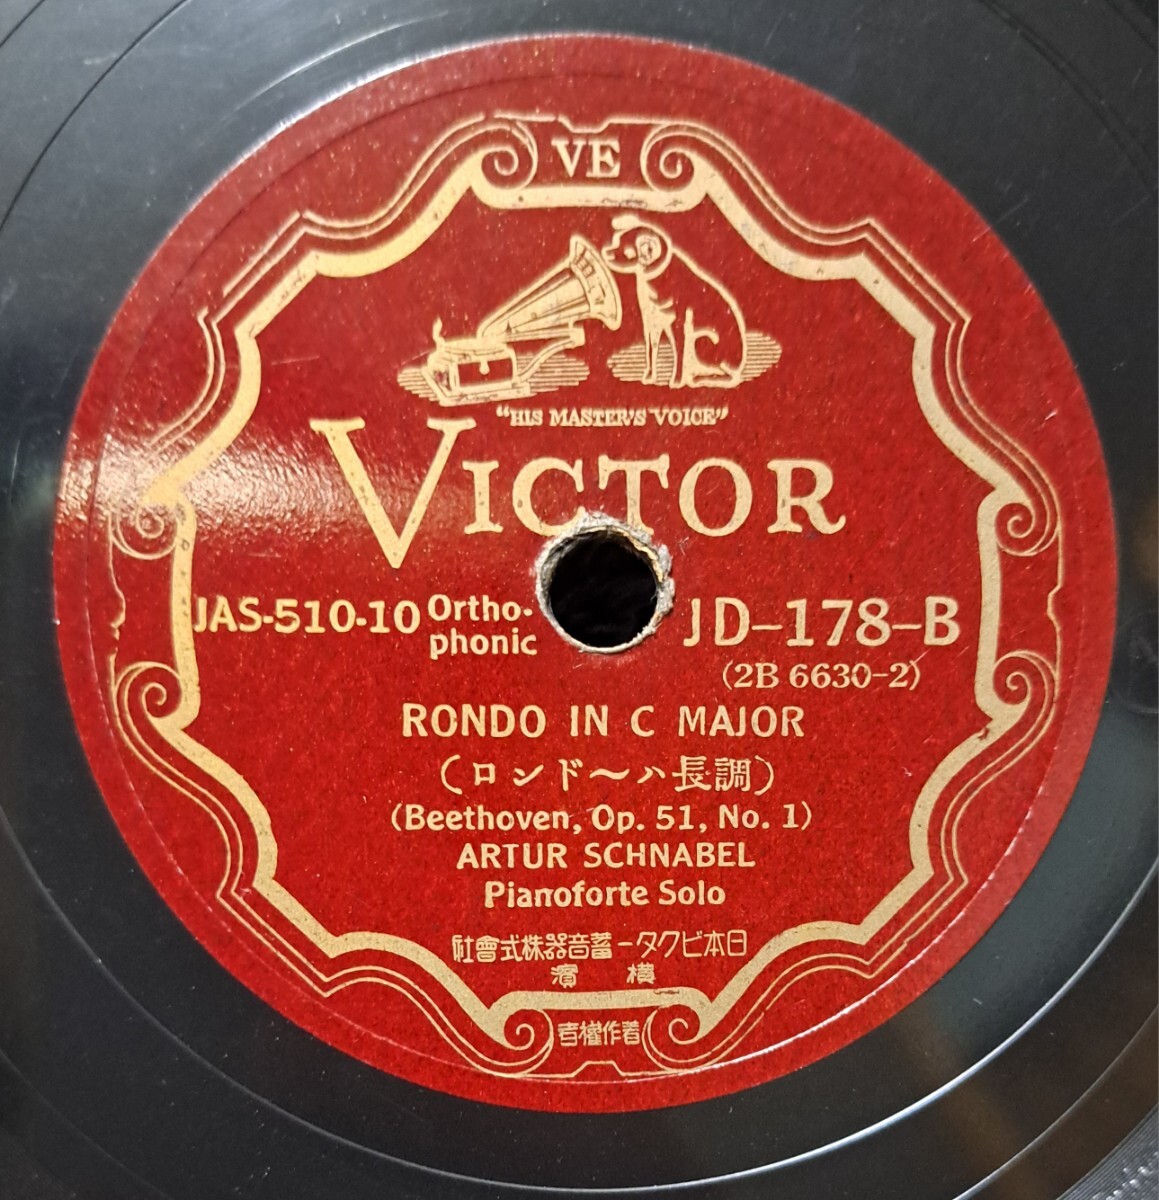 VE
"HIS MASTER'S VOICE"
VICTOR
JAS-510-10 Ortho-phonic JD-178-B
(2B 6630-2)
RONDO IN C MAJOR
(ロンド〜ハ長調)
(Beethoven, Op. 51, No. 1)
ARTUR SCHNABEL
Pianoforte Solo
日本ビクター蓄音器株式會社
横濱
著作權者